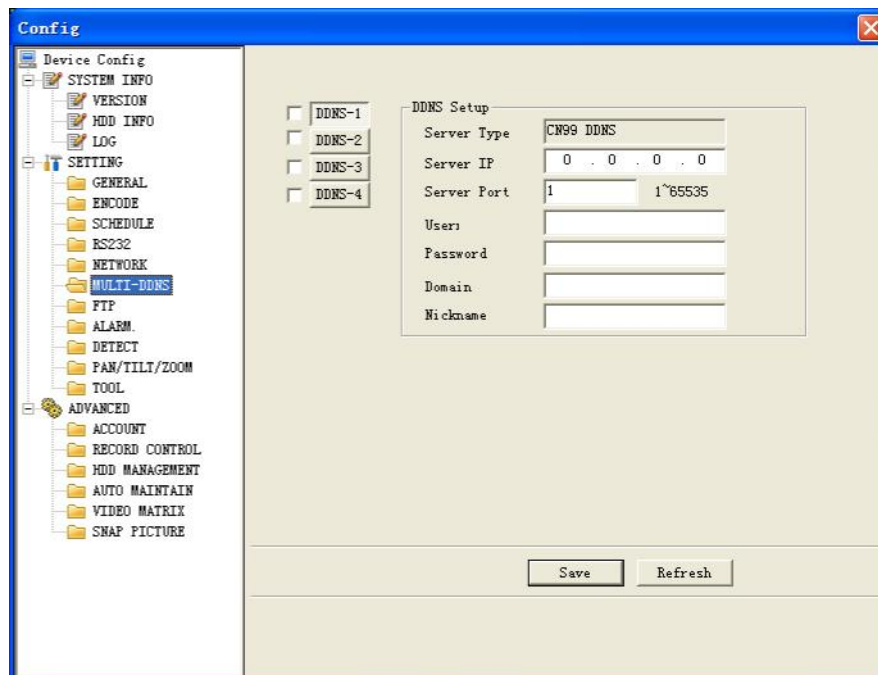 Config
Device Config
SYSTEM INFO
VERSION
HDD INFO
LOG
SETTING
GENERAL
ENCODE
SCHEDULE
RS232
NETWORK
MULTI-DDNS
FTP
ALARM.
DETECT
PAN/TILT/ZOOM
TOOL
ADVANCED
ACCOUNT
RECORD CONTROL
HDD MANAGEMENT
AUTO MAINTAIN
VIDEO MATRIX
SNAP PICTURE
DDNS-1
DDNS-2
DDNS-3
DDNS-4
DDNS Setup
Server Type CN99 DDNS
Server IP 0 . 0 . 0 . 0
Server Port 1 1~65535
User:
Password
Domain
Nickname
Save Refresh